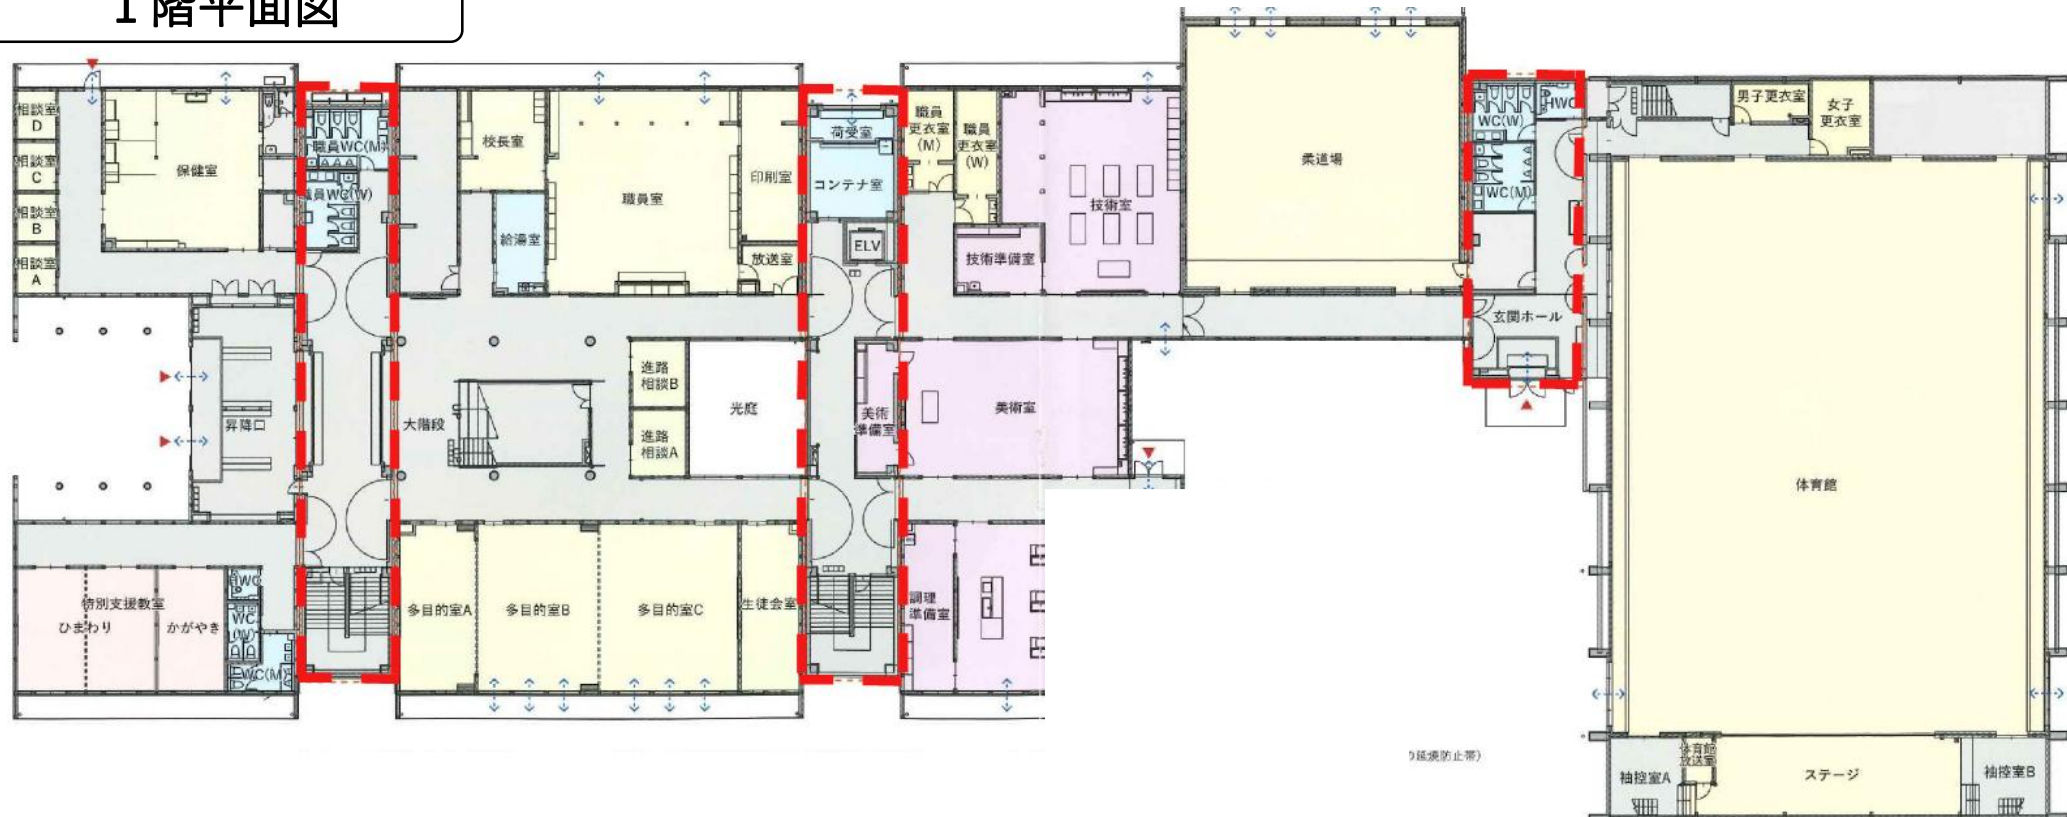 1階平面図
相談室
D
相談室
C
相談室
B
相談室
A
保健室
職員WC(M)
職員WC(W)
校長室
給湯室
職員室
印刷室
放送室
荷受室
コンテナ室
ELV
職員
更衣室
(M)
職員
更衣室
(W)
技術準備室
技術室
柔道場
WC(W)
HWC
WC(M)
玄関ホール
男子更衣室
女子
更衣室
昇降口
大階段
進路
相談B
進路
相談A
光庭
美術
準備室
美術室
体育館
特別支援教室
ひまわり
かがやき
HWC
WC
(W)
WC(M)
多目的室A
多目的室B
多目的室C
生徒会室
調理
準備室
の延焼防止帯)
袖控室A
体育館
放送室
ステージ
袖控室B